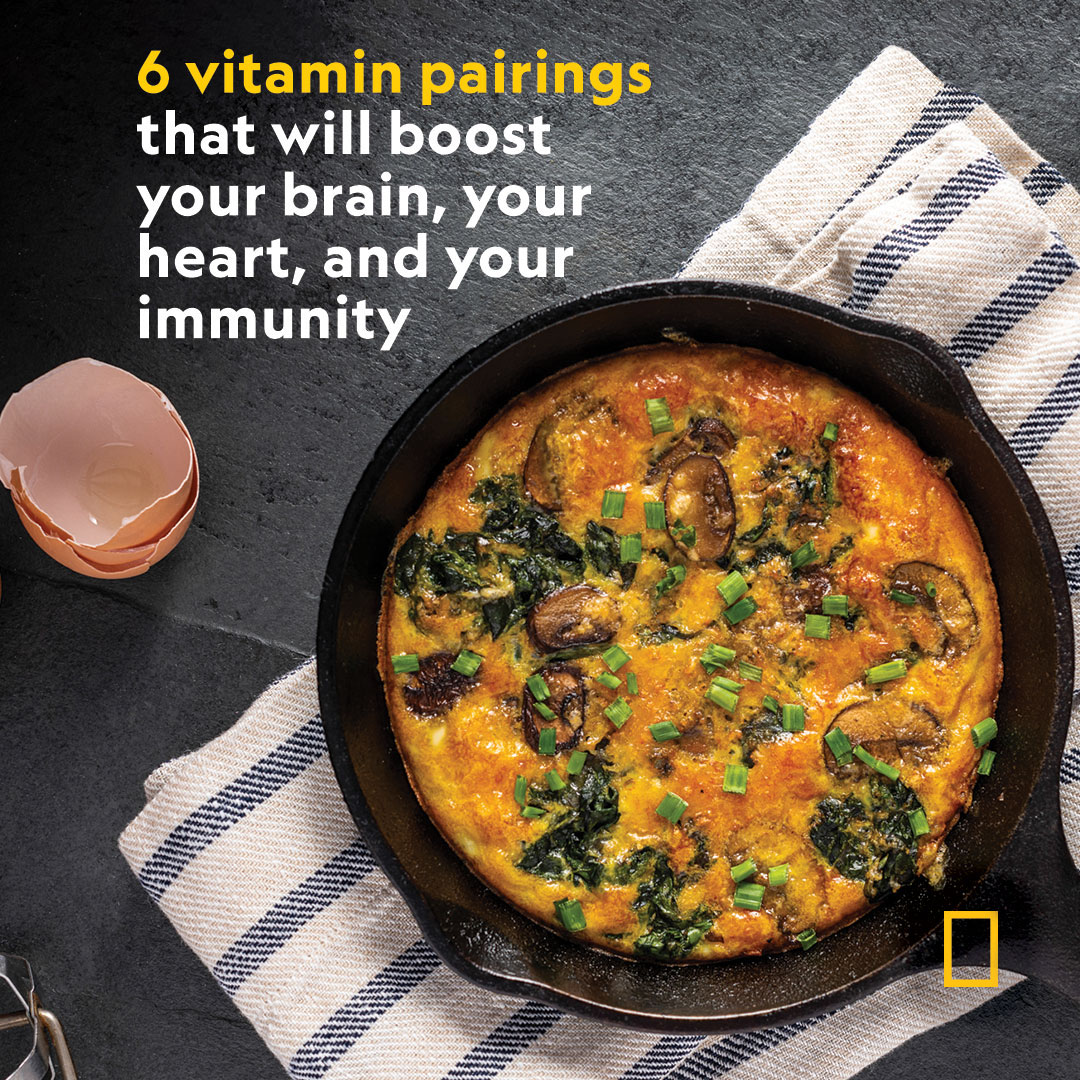 6 vitamin pairings
that will boost
your brain, your
heart, and your
immunity